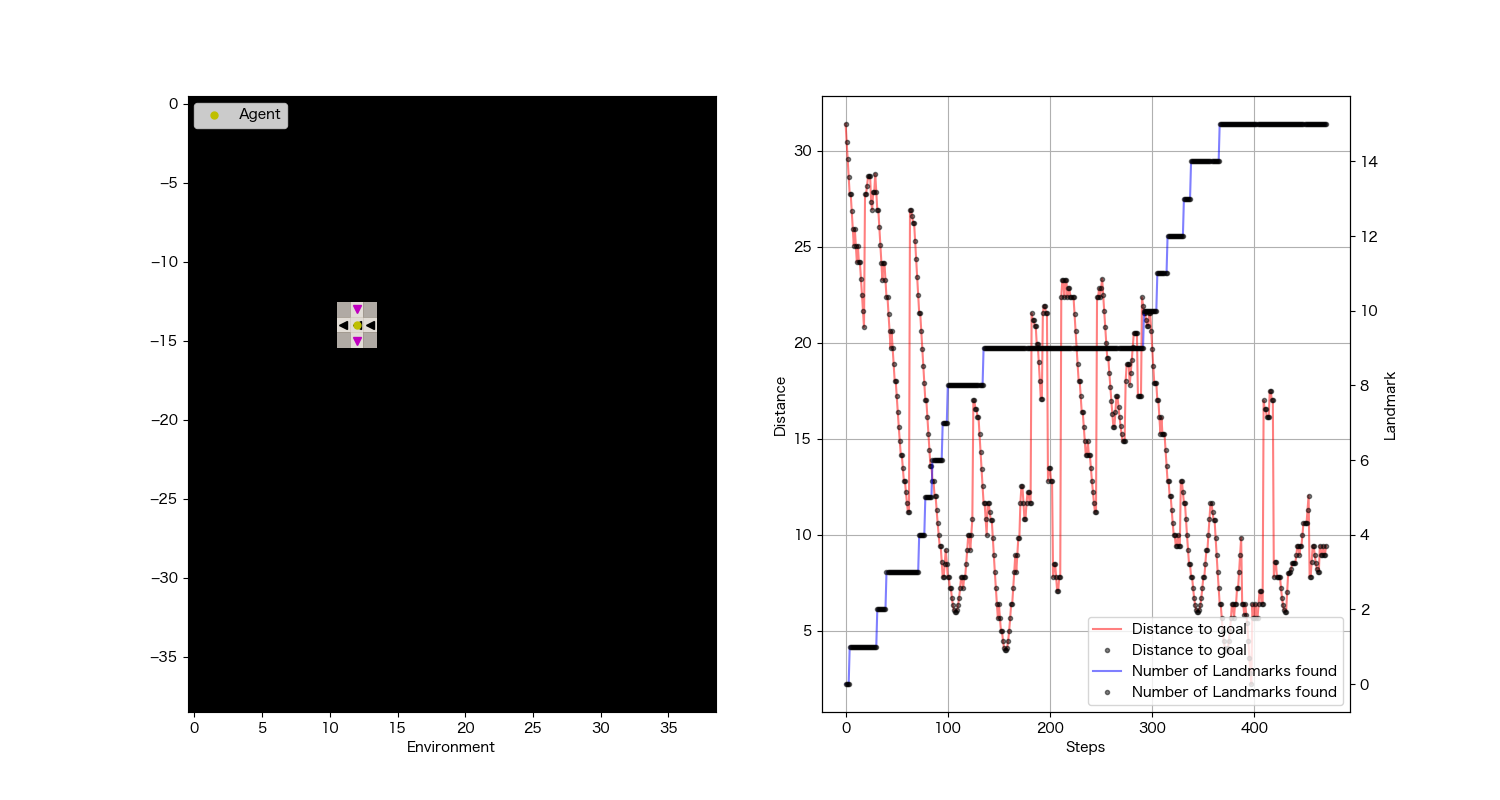 Agent
0
−5
−10
−15
−20
−25
−30
−35
0 5 10 15 20 25 30 35
Environment
30
25
20
15
10
5
Distance
0 100 200 300 400
Steps
14
12
10
8
6
4
2
0
Landmark
Distance to goal
Distance to goal
Number of Landmarks found
Number of Landmarks found